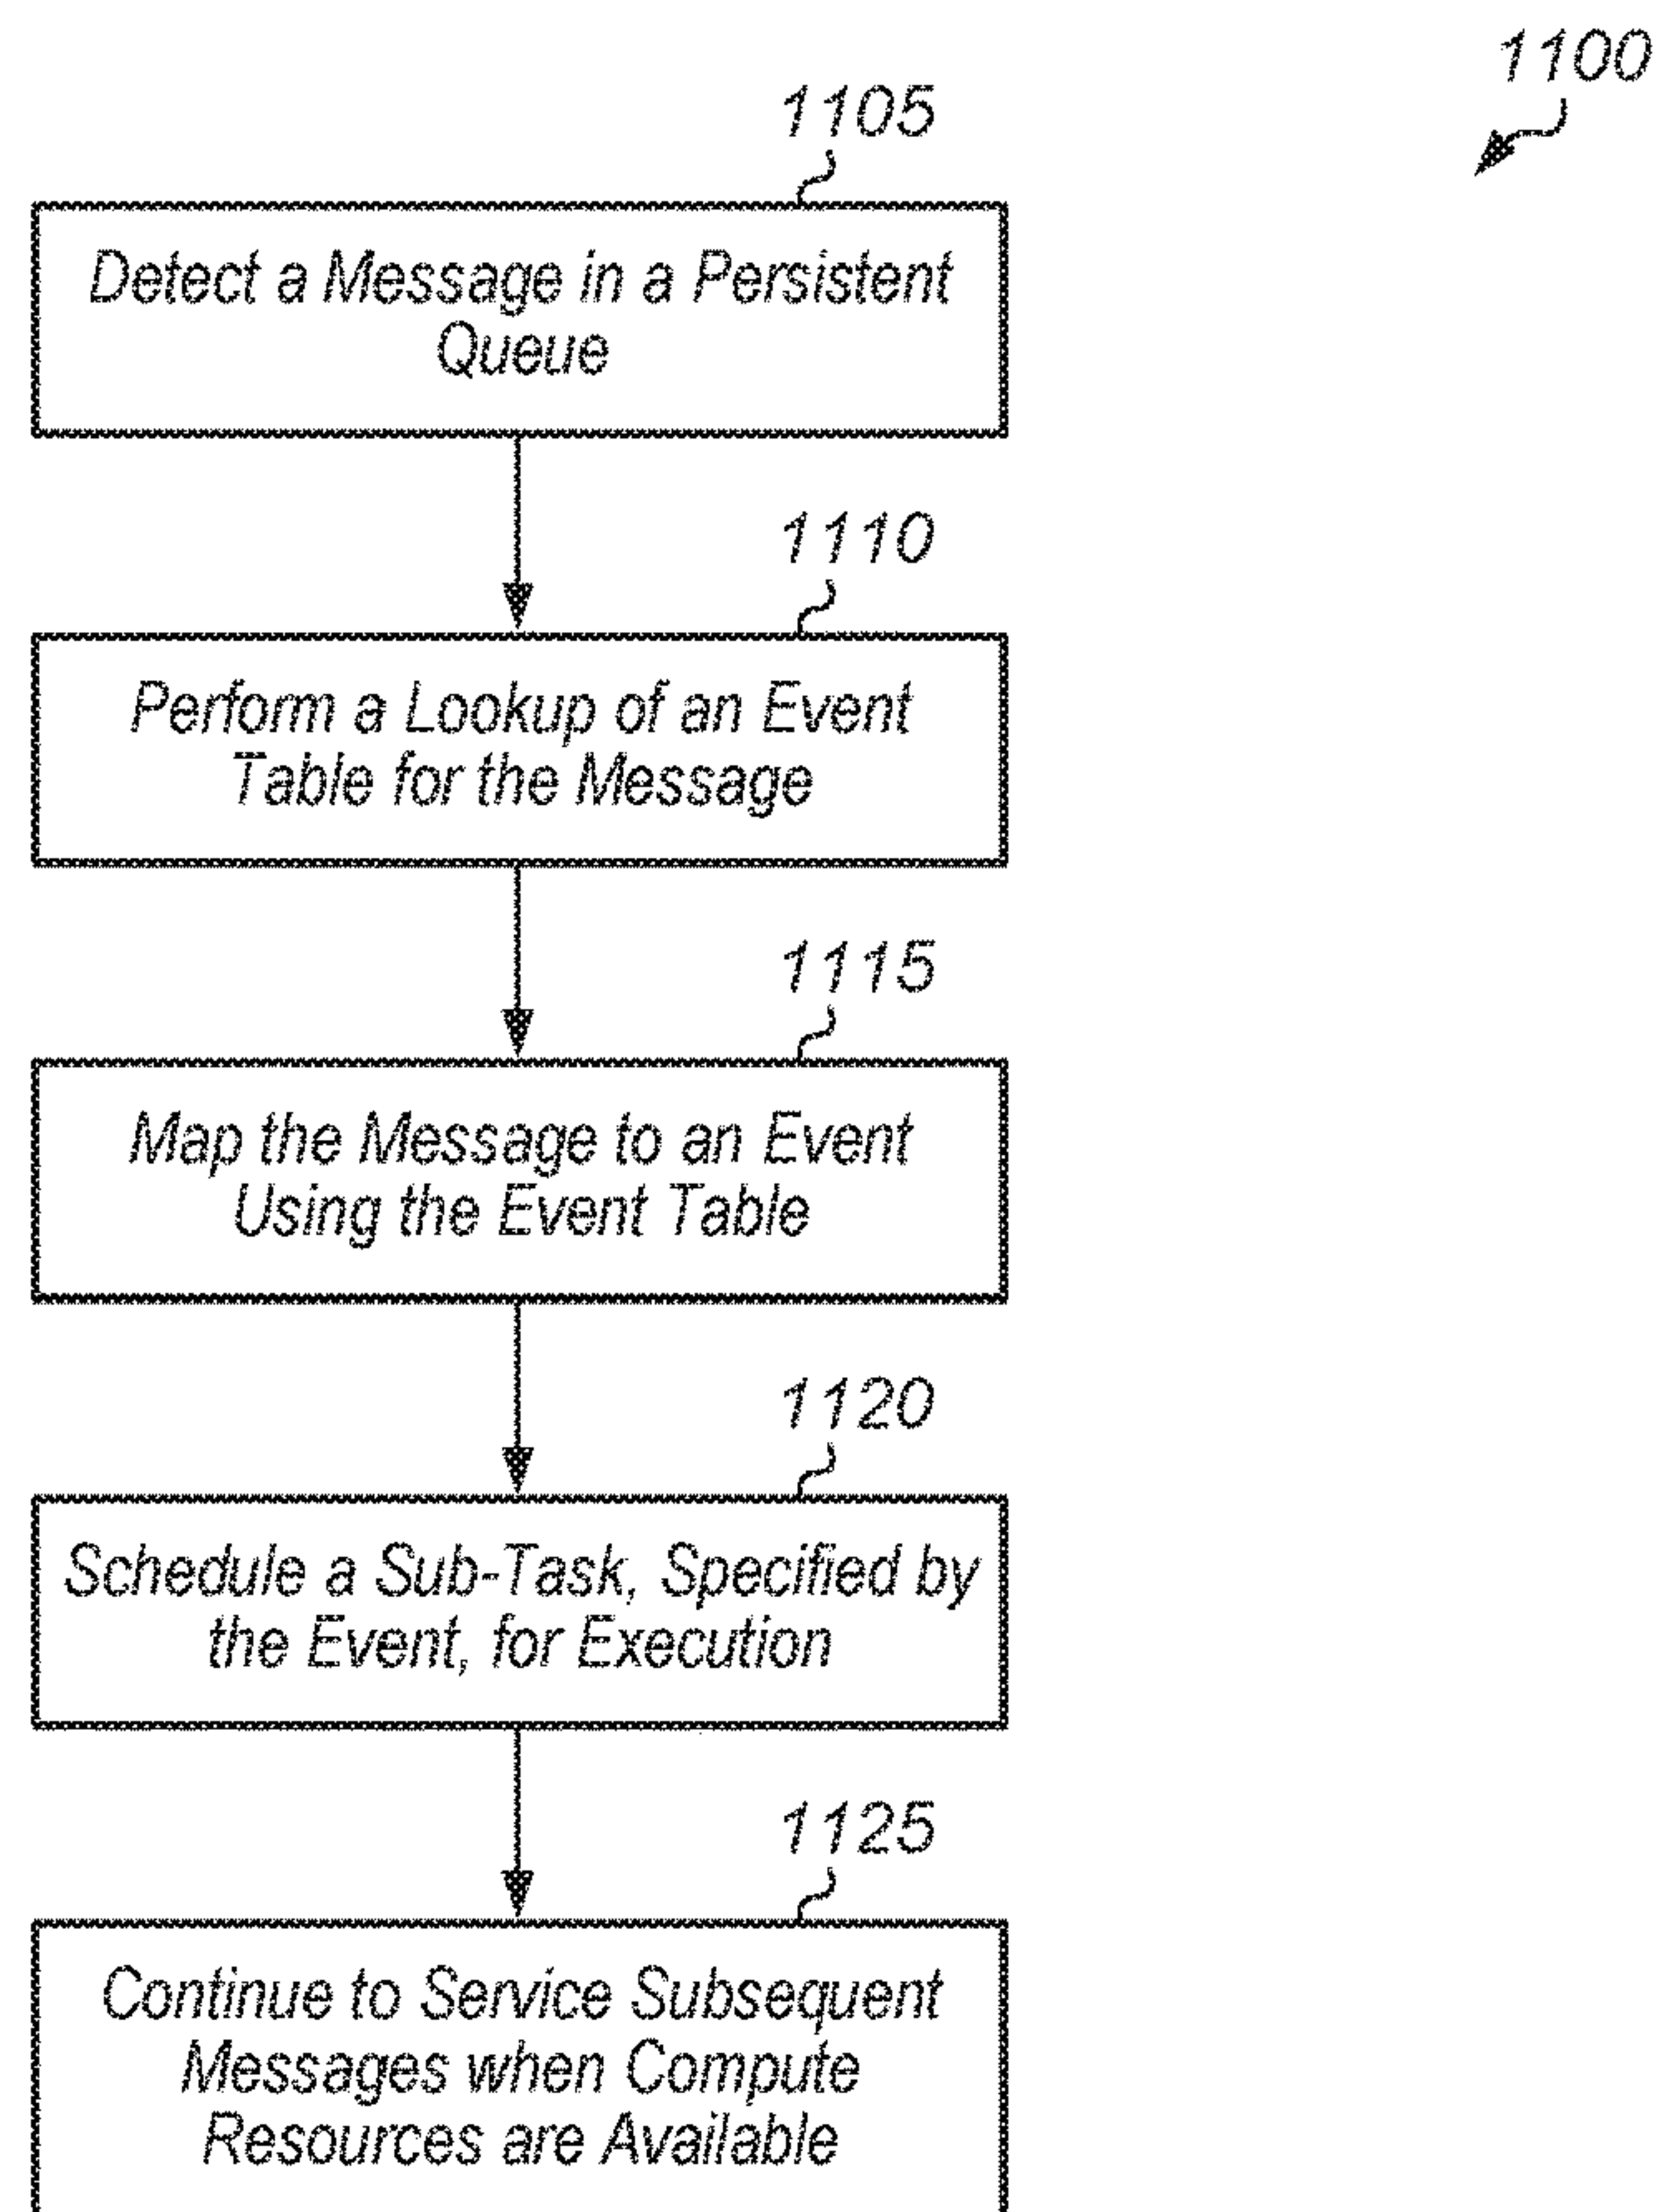 1100
1105
Detect a Message in a Persistent
Queue
1110
Perform a Lookup of an Event
Table for the Message
1115
Map the Message to an Event
Using the Event Table
1120
Schedule a Sub-Task, Specified by
the Event, for Execution
1125
Continue to Service Subsequent
Messages when Compute
Resources are Available